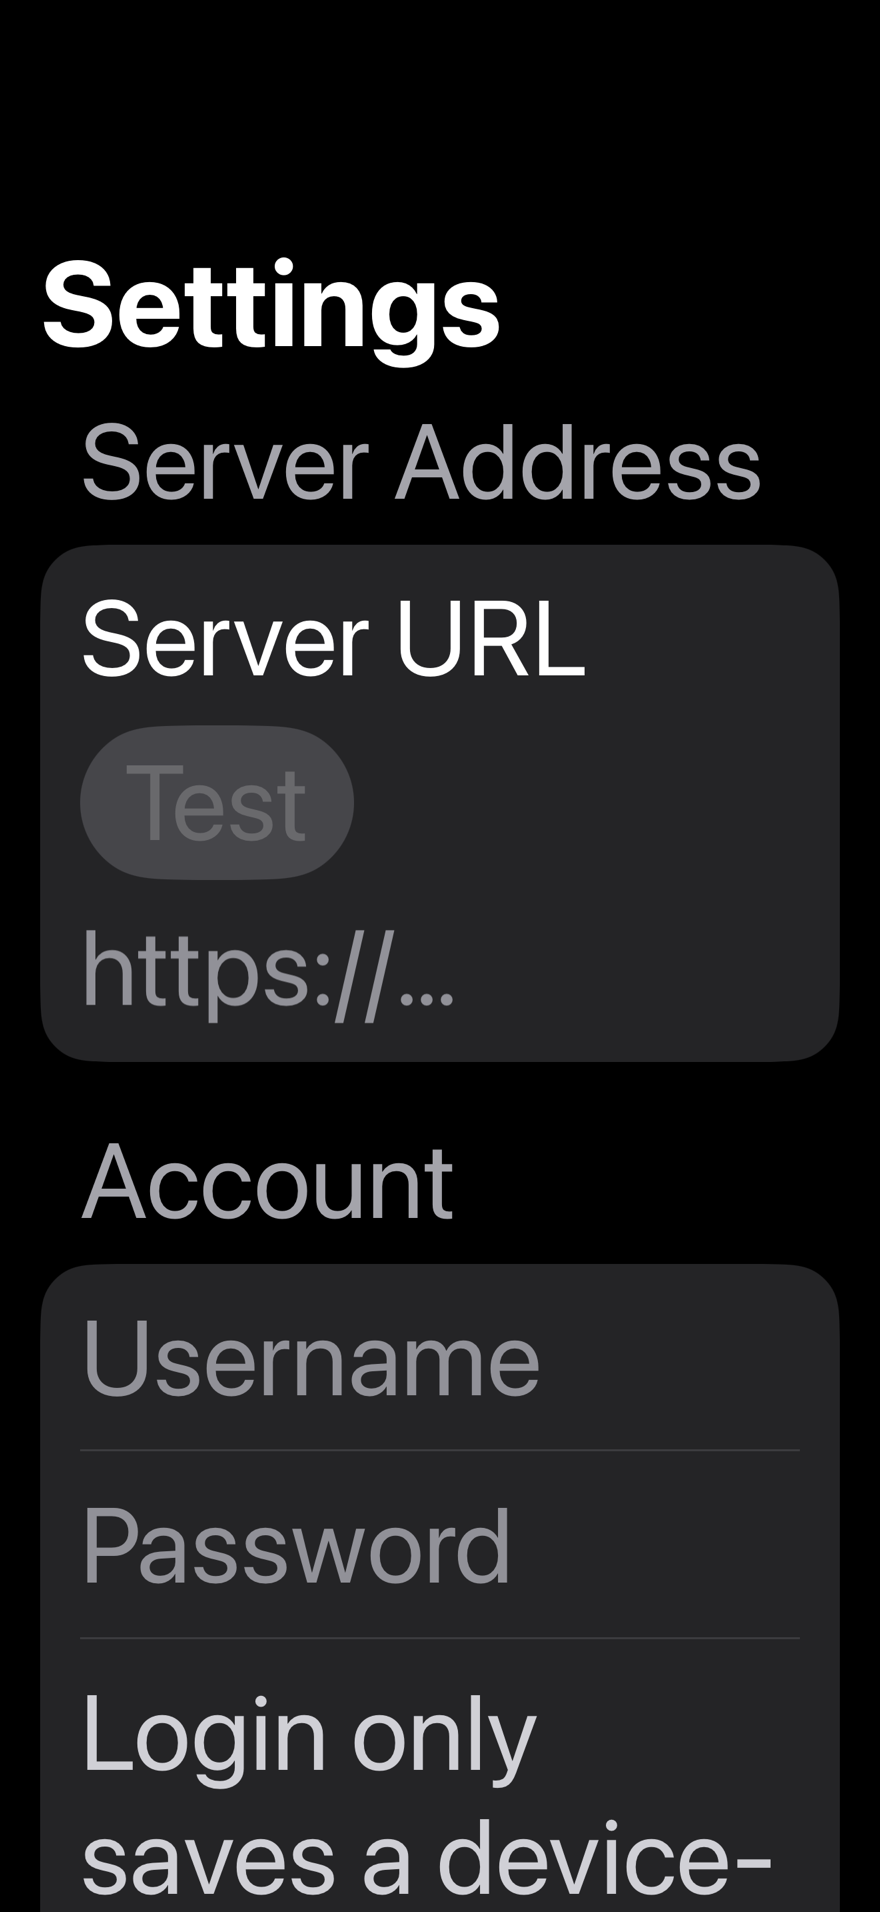 Settings
Server Address
Server URL
Test
https://...
Account
Username
Password
Login only
saves a device-